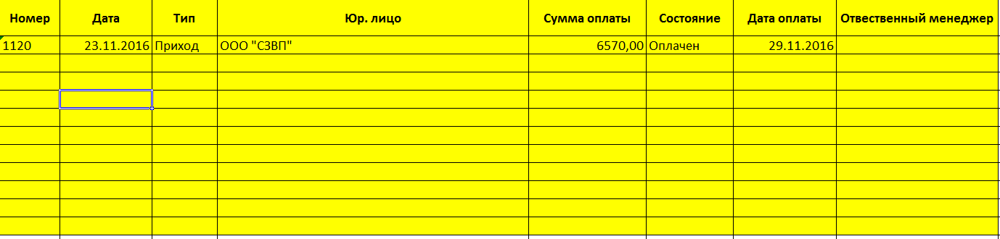 Номер Дата Тип Юр. лицо Сумма оплаты Состояние Дата оплаты Отвественный менеджер
1120 23.11.2016 Приход ООО "СЗВП" 6570,00 Оплачен 29.11.2016